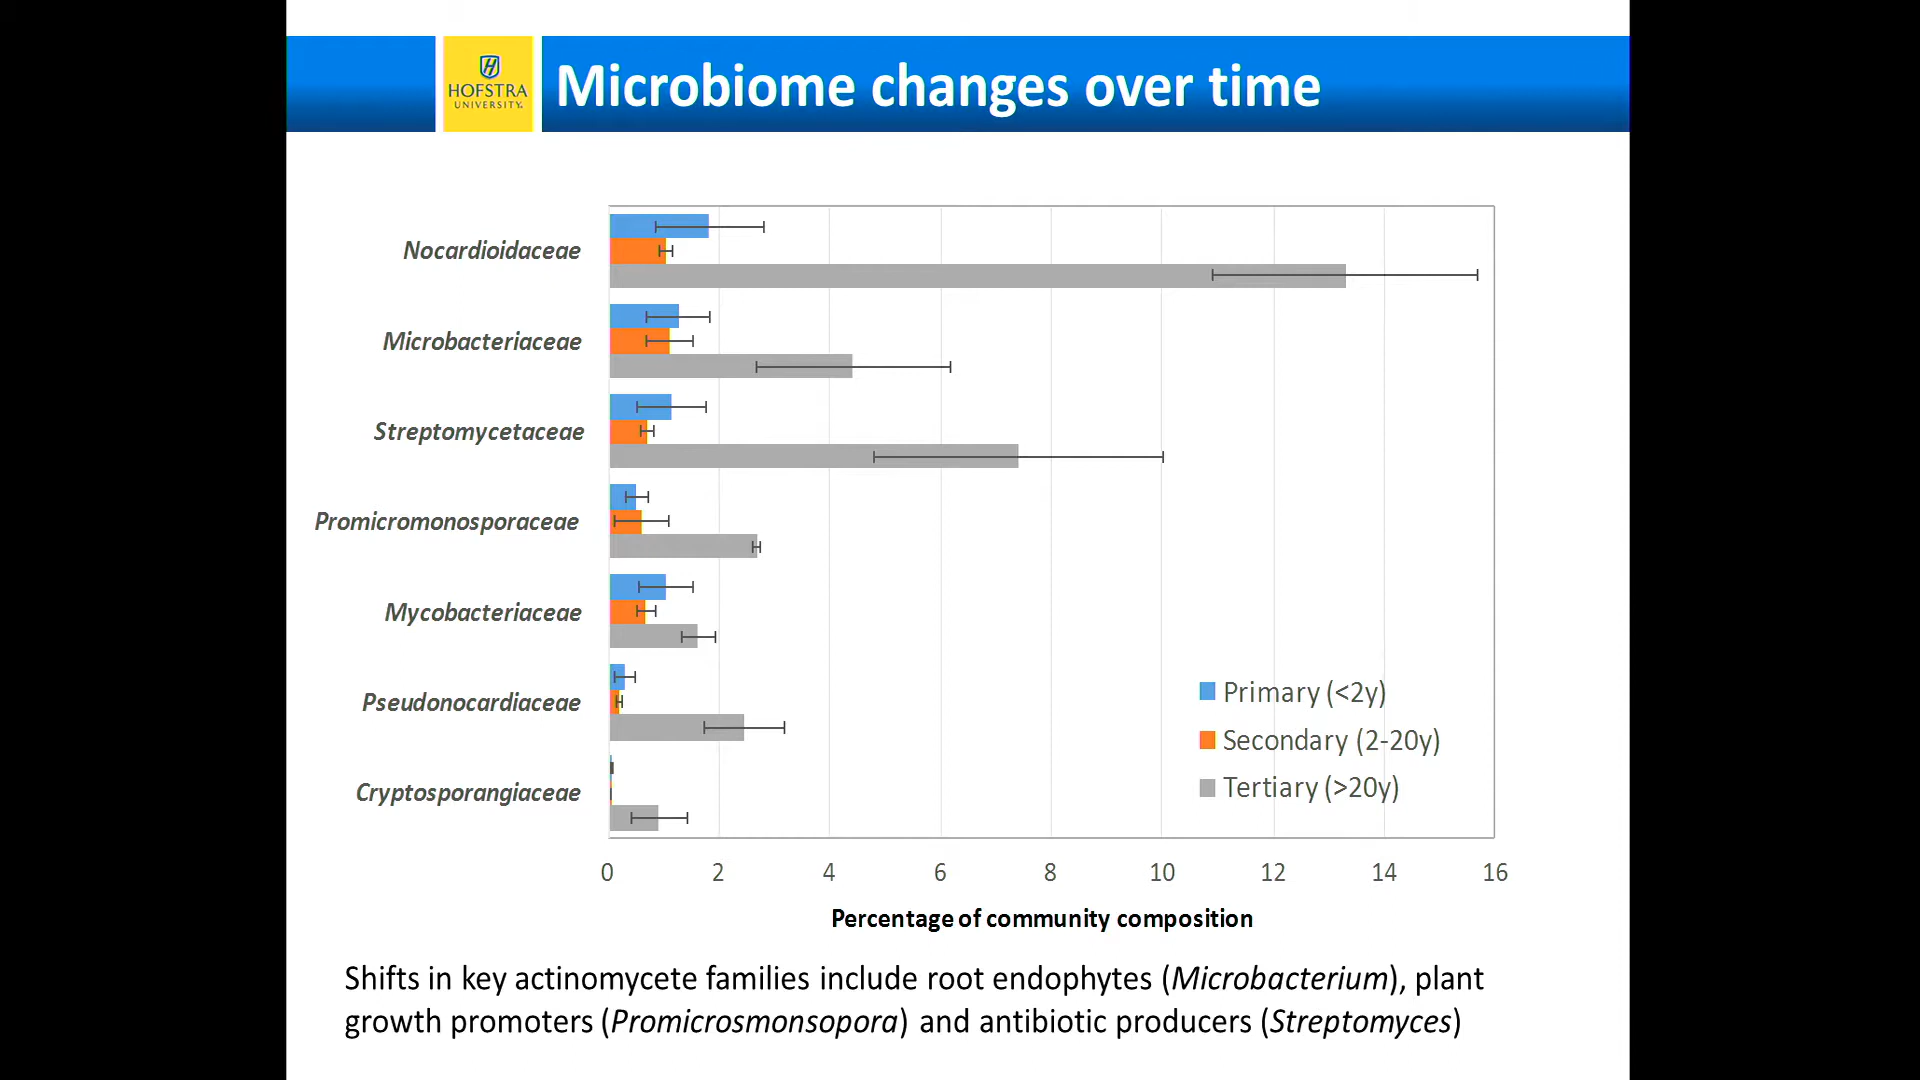 HOFSTRA
UNIVERSITY.
Microbiome changes over time
Nocardioidaceae
Microbacteriaceae
Streptomycetaceae
Promicromonosporaceae
Mycobacteriaceae
Pseudonocardiaceae
Cryptosporangiaceae
Primary (<2y)
Secondary (2-20y)
Tertiary (>20y)
0 2 4 6 8 10 12 14 16
Percentage of community composition
Shifts in key actinomycete families include root endophytes (Microbacterium), plant
growth promoters (Promicrosmonsopora) and antibiotic producers (Streptomyces)